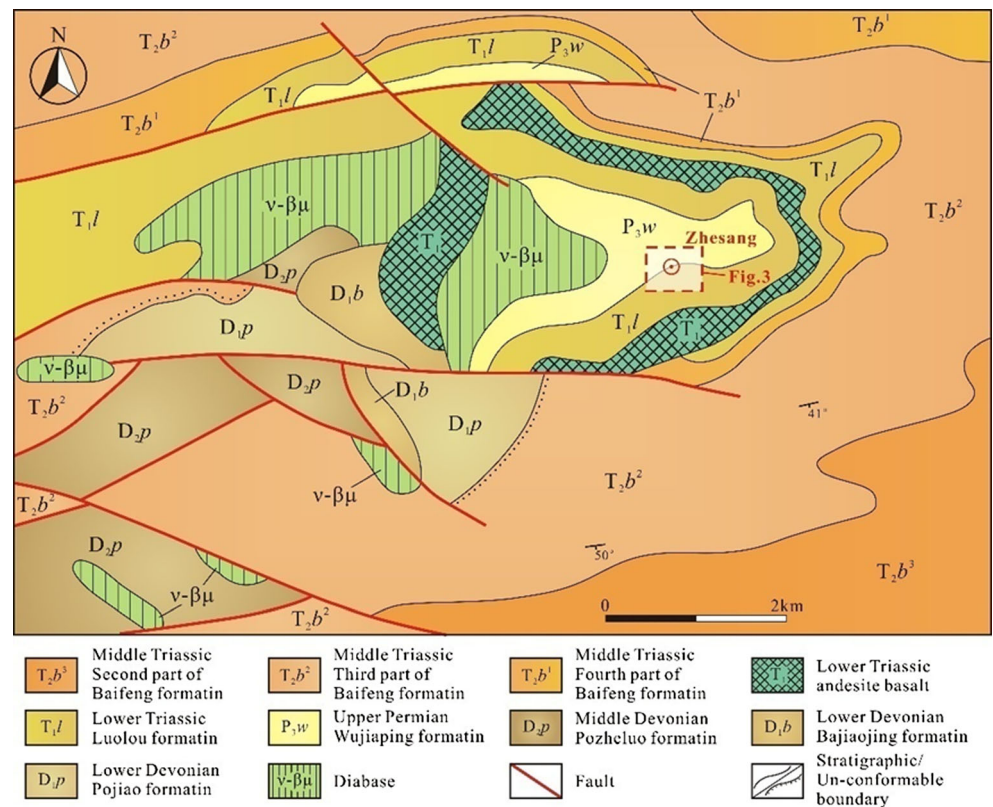 N
T₂b²
T₁l
P₃w
T₂b¹
T₁l
T₂b¹
T₂b¹
T₁l
T₂b²
T₁l
ν-βμ
T₁
ν-βμ
P₃w
Zhesang
Fig.3
D₂p
D₁b
T₁l
T₁
D₁p
ν-βμ
T₂b²
D₂p
D₂p
D₁b
D₁p
41°
ν-βμ
T₂b²
T₂b²
D₂p
50°
ν-βμ
T₂b³
T₂b²
0 2km
T₂b³ Middle Triassic
Second part of
Baifeng formatin
T₂b² Middle Triassic
Third part of
Baifeng formatin
T₂b¹ Middle Triassic
Fourth part of
Baifeng formatin
T₁ Lower Triassic
andesite basalt
T₁l Lower Triassic
Luolou formatin
P₃w Upper Permian
Wujiaping formatin
D₂p Middle Devonian
Pozheluo formatin
D₁b Lower Devonian
Bajiaojing formatin
D₁p Lower Devonian
Pojiao formatin
ν-βμ Diabase
Fault
Stratigraphic/
Un-conformable
boundary